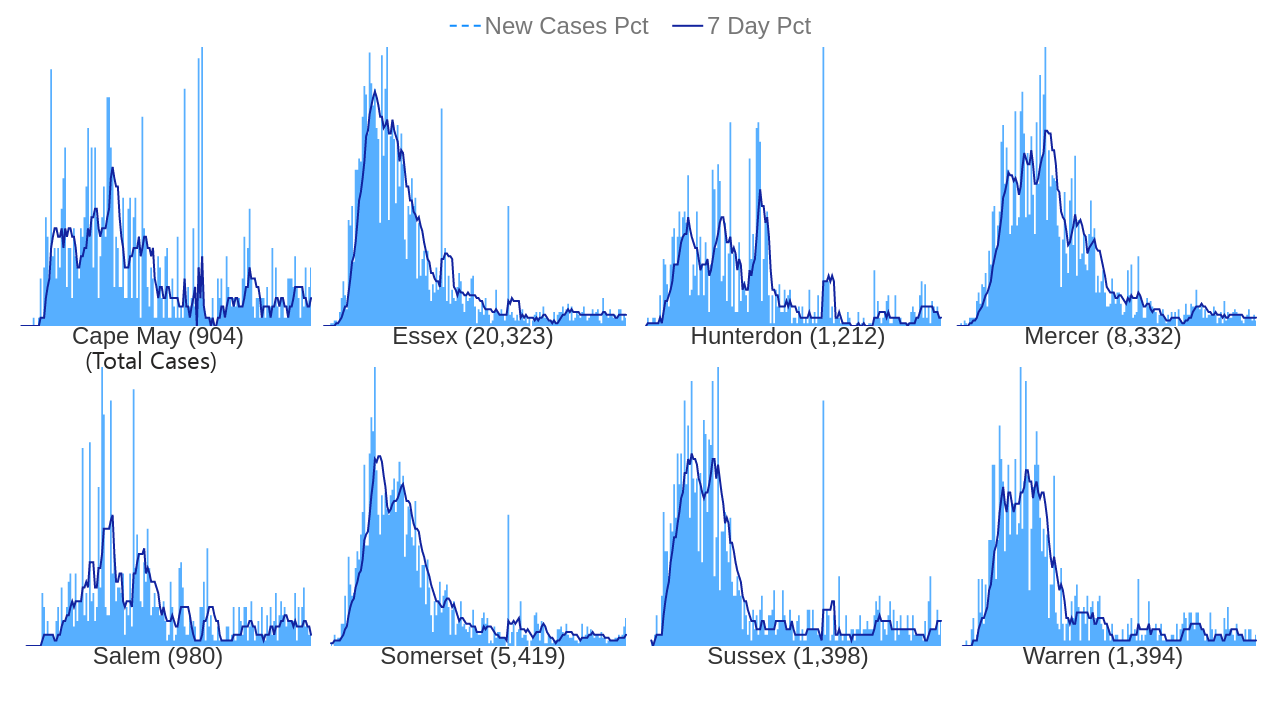 New Cases Pct 7 Day Pct
Cape May (904) Essex (20,323) Hunterdon (1,212) Mercer (8,332)
(Total Cases)
Salem (980) Somerset (5,419) Sussex (1,398) Warren (1,394)